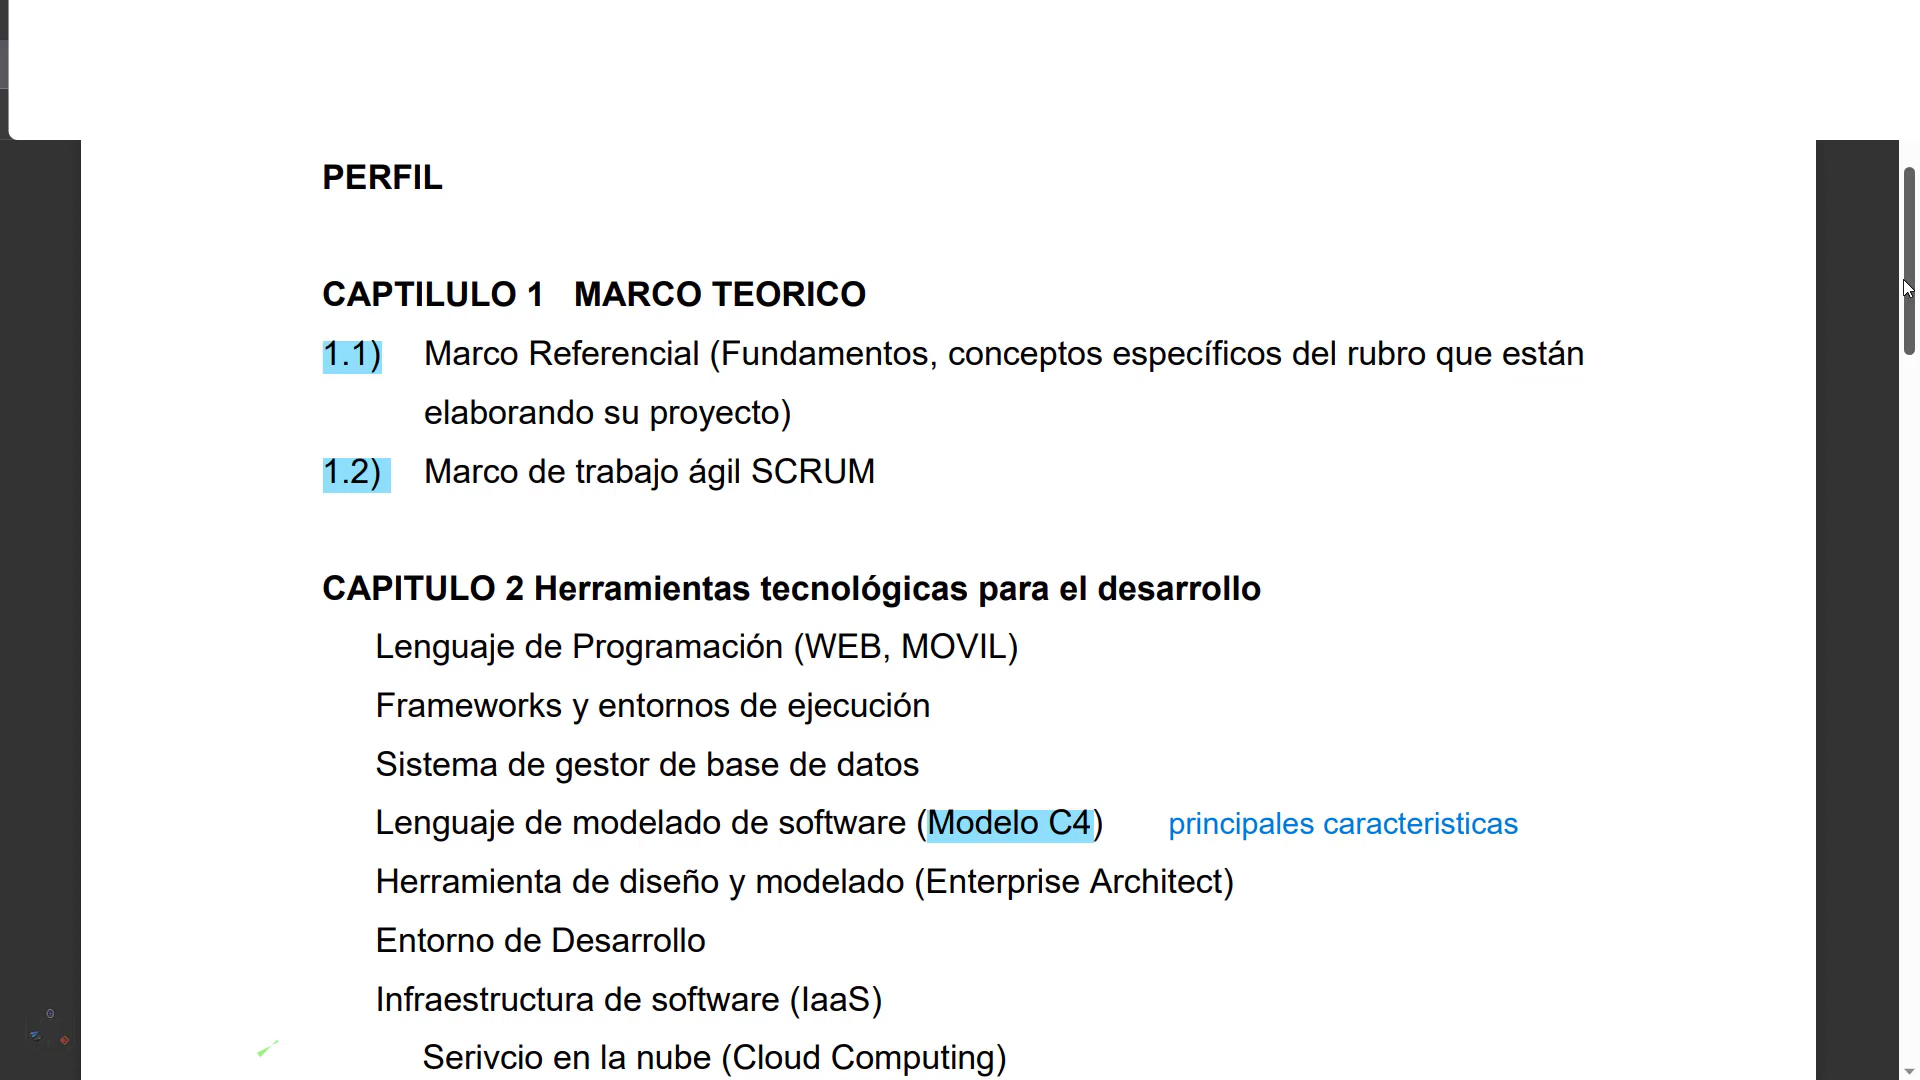 PERFIL
CAPTILULO 1 MARCO TEORICO
1.1) Marco Referencial (Fundamentos, conceptos específicos del rubro que están
elaborando su proyecto)
1.2) Marco de trabajo ágil SCRUM
CAPITULO 2 Herramientas tecnológicas para el desarrollo
Lenguaje de Programación (WEB, MOVIL)
Frameworks y entornos de ejecución
Sistema de gestor de base de datos
Lenguaje de modelado de software (Modelo C4) principales caracteristicas
Herramienta de diseño y modelado (Enterprise Architect)
Entorno de Desarrollo
Infraestructura de software (IaaS)
Serivcio en la nube (Cloud Computing)